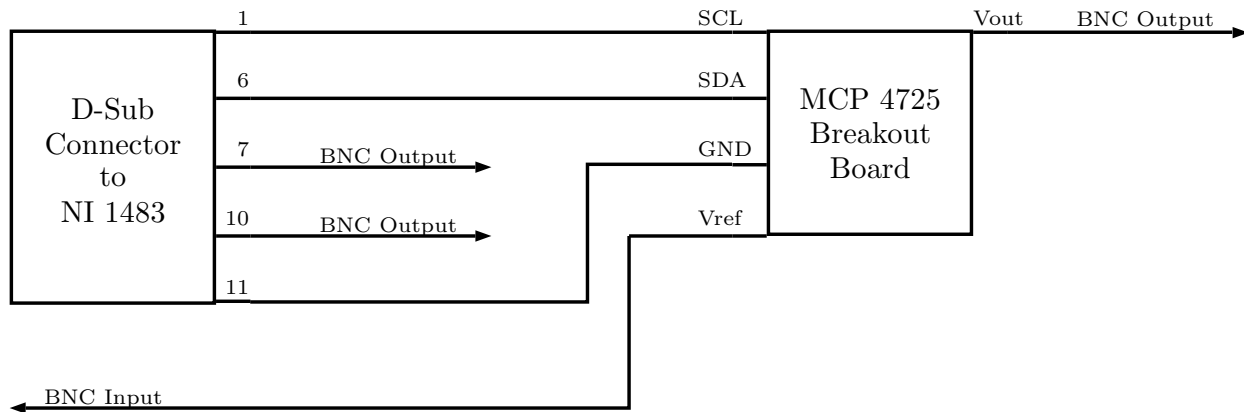 1
SCL
Vout
BNC Output
6
SDA
D-Sub
Connector
to
NI 1483
MCP 4725
Breakout
Board
7
BNC Output
GND
10
BNC Output
Vref
11
BNC Input